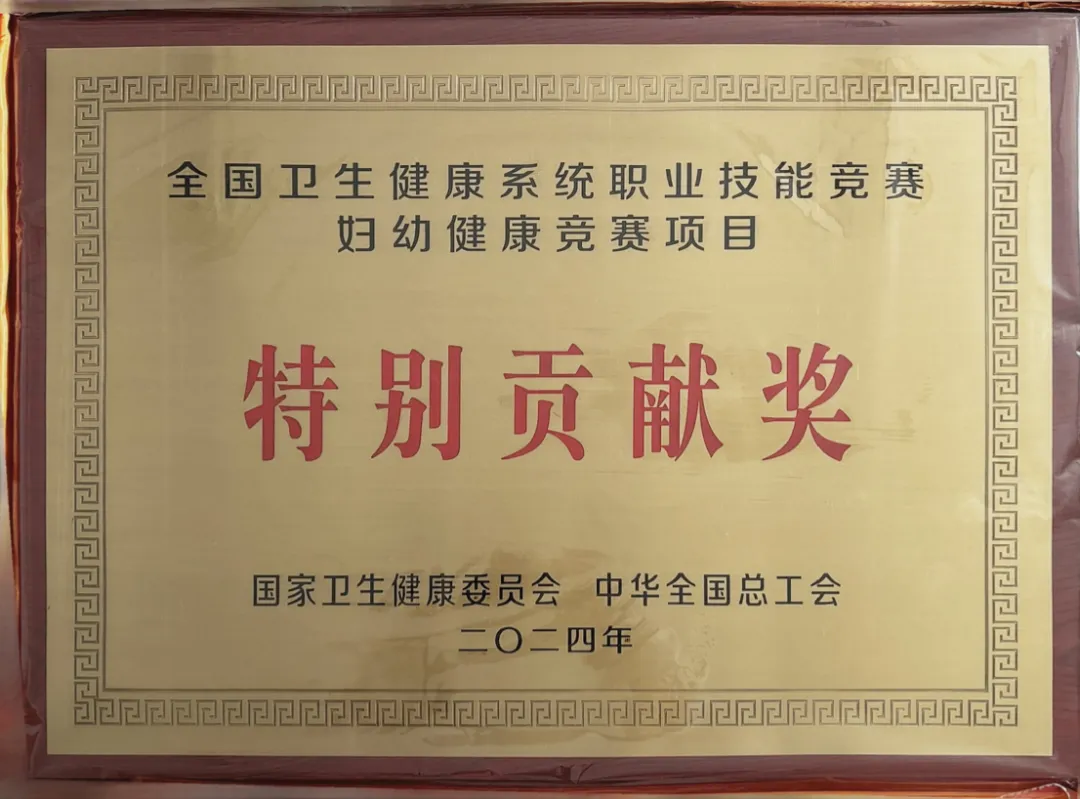 全国卫生健康系统职业技能竞赛
妇幼健康竞赛项目
特别贡献奖
国家卫生健康委员会 中华全国总工会
二〇二四年